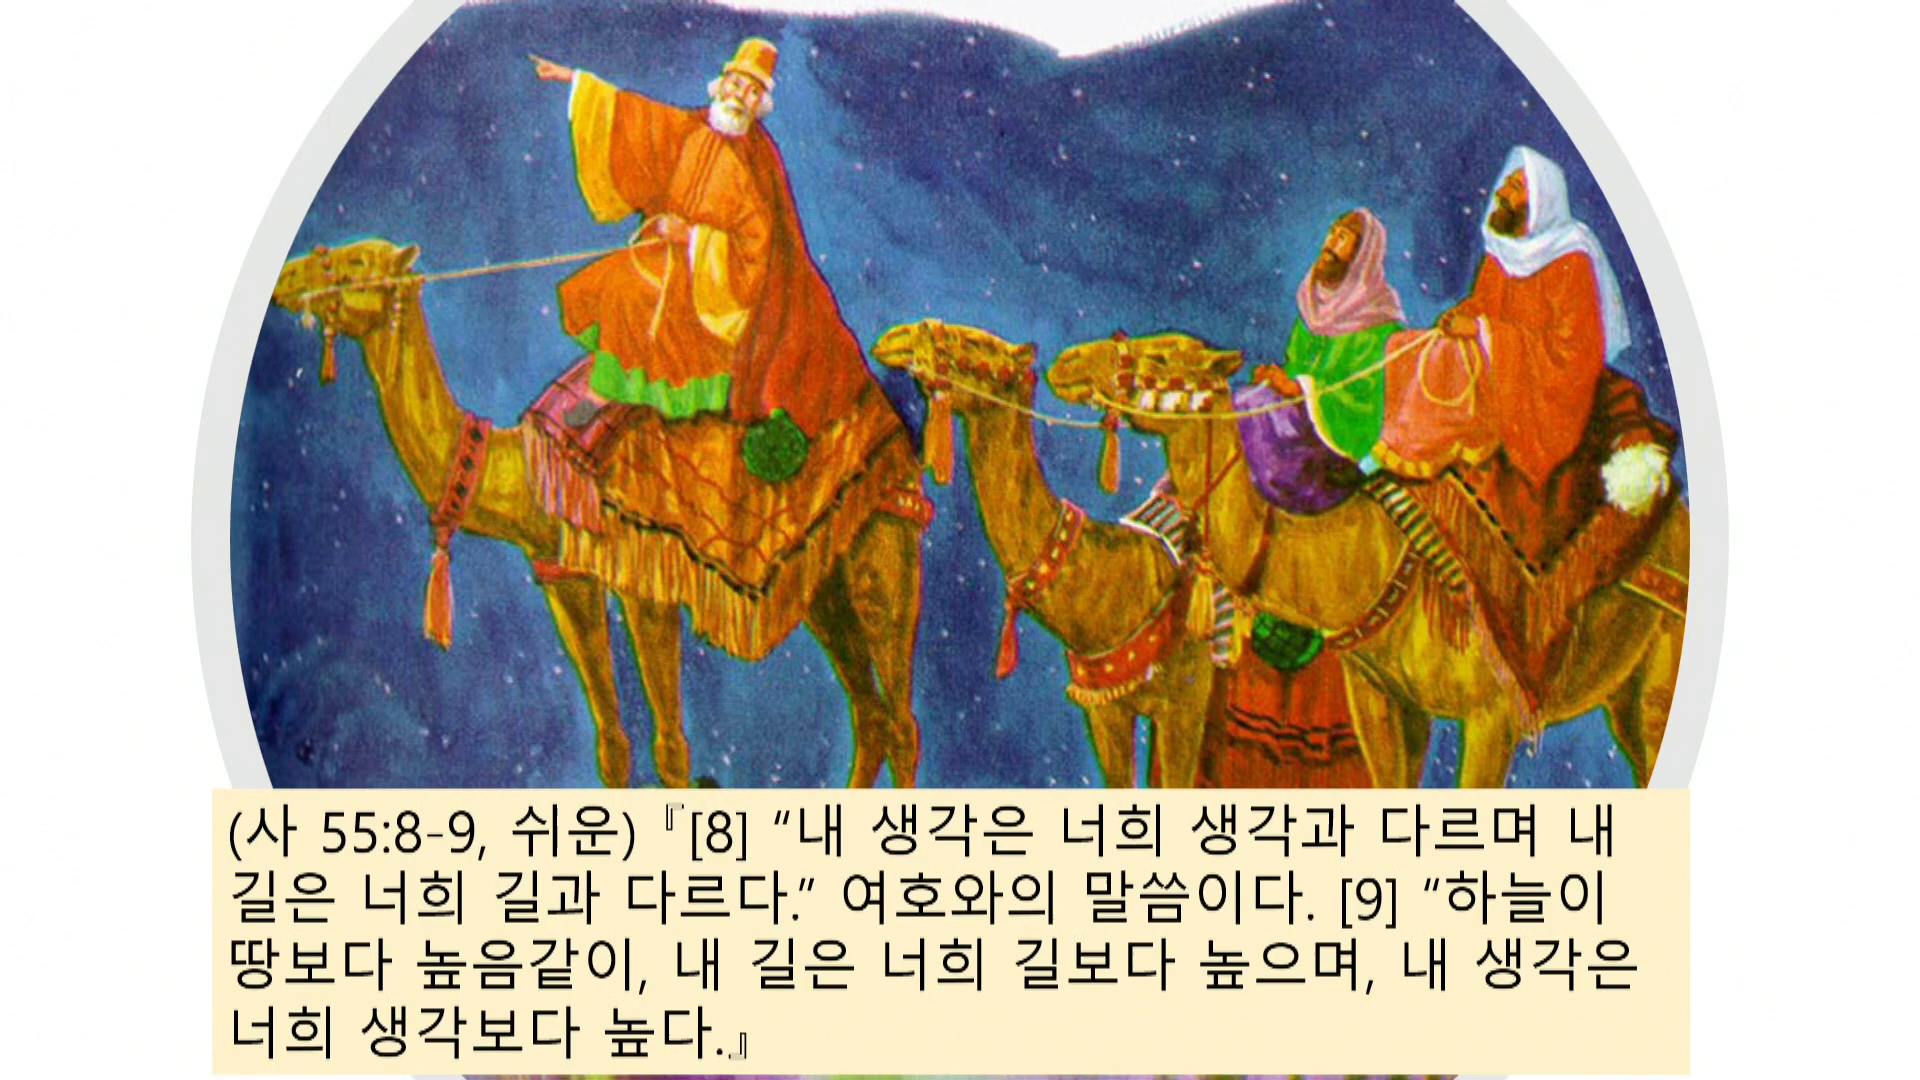 (사 55:8-9, 쉬운) 『[8] “내 생각은 너희 생각과 다르며 내
길은 너희 길과 다르다.” 여호와의 말씀이다. [9] “하늘이
땅보다 높음같이, 내 길은 너희 길보다 높으며, 내 생각은
너희 생각보다 높다.』